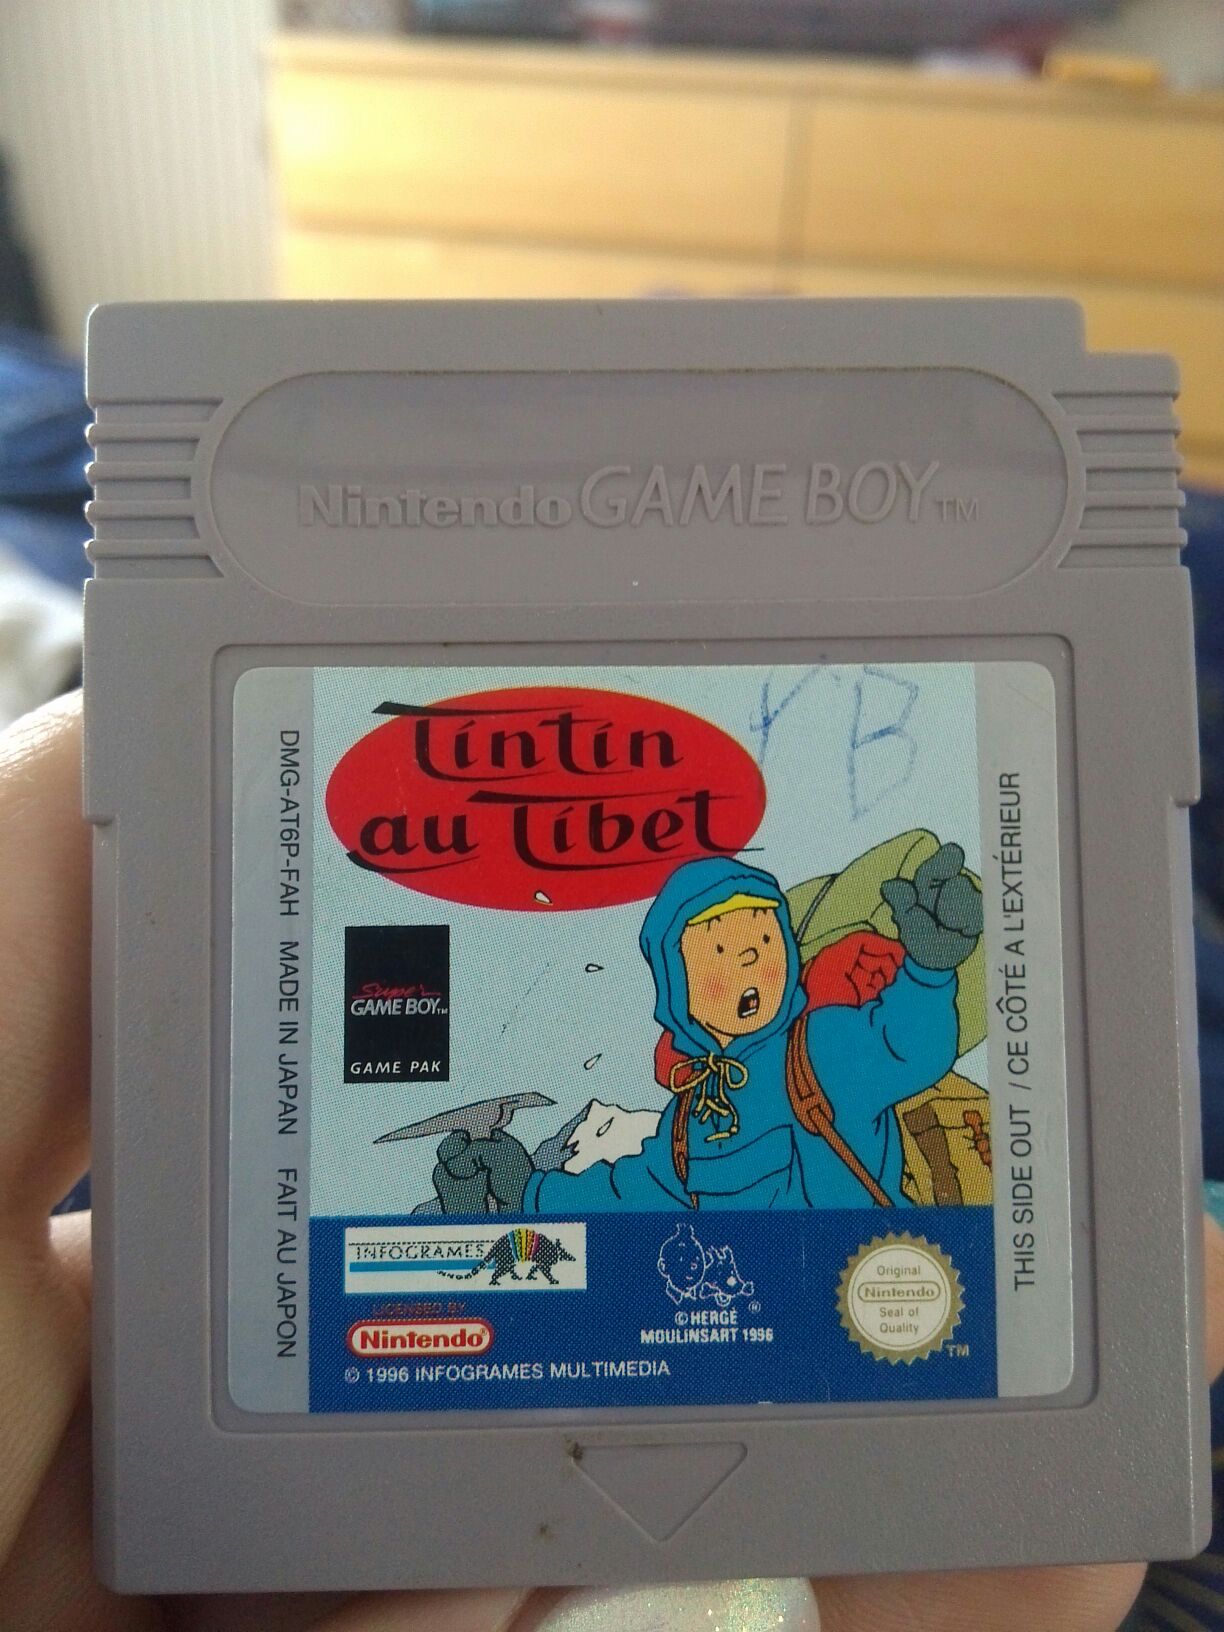 Nintendo GAME BOY TM
Tintin
au Tibet
Super
GAME BOY TM
GAME PAK
DMG-AT6P-FAH MADE IN JAPAN FAIT AU JAPON
THIS SIDE OUT / CE CÔTÉ A L'EXTÉRIEUR
INFOGRAMES
LICENSED BY
Nintendo®
© 1996 INFOGRAMES MULTIMEDIA
© HERGÉ ®
MOULINSART 1996
Original
Nintendo
Seal of
Quality
TM